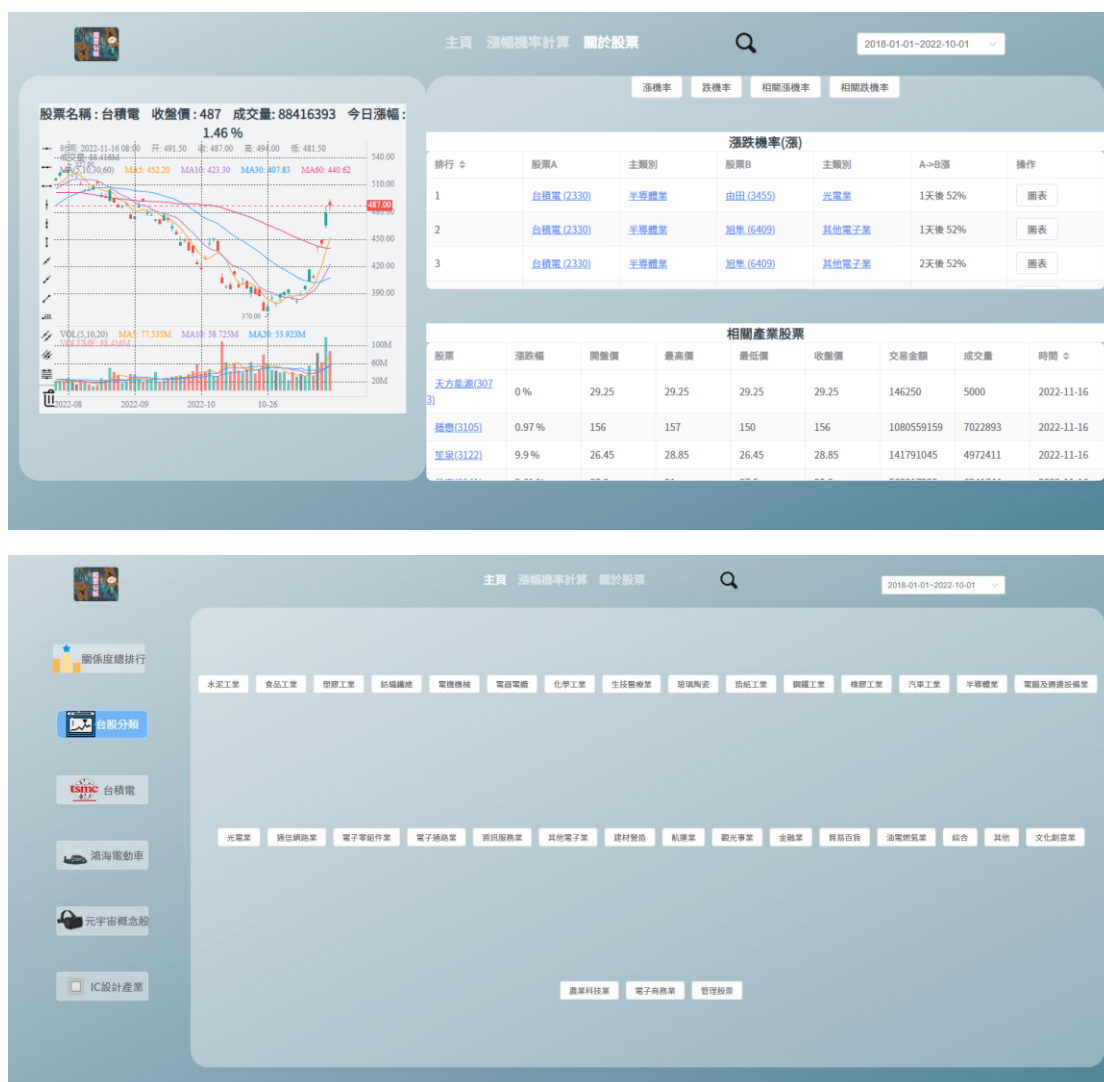 主頁 漲幅機率計算 關於股票
2018-01-01~2022-10-01
股票名稱 : 台積電 收盤價 : 487 成交量: 88416393 今日漲幅 :
1.46 %
時間: 2022-11-16 08:00 开: 491.50 收: 487.00 高: 494.00 低: 481.50
成交量: 88.416M
MA(5,10,30,60) MA5: 452.20 MA10: 423.30 MA30: 407.83 MA60: 440.62
540.00
510.00
487.00
480.00
450.00
420.00
390.00
370.00
VOL(5,10,20) MA5: 77.535M MA10: 58.725M MA20: 53.923M
VOLUME: 88.416M
100M
60M
20M
2022-08 2022-09 2022-10 10-26
漲機率 跌機率 相關漲機率 相關跌機率
漲跌機率(漲)
排行 股票A 主類別 股票B 主類別 A->B漲 操作
1 台積電 (2330) 半導體業 由田 (3455) 光電業 1天後 52% 圖表
2 台積電 (2330) 半導體業 旭隼 (6409) 其他電子業 1天後 52% 圖表
3 台積電 (2330) 半導體業 旭隼 (6409) 其他電子業 2天後 52% 圖表
相關產業股票
股票 漲跌幅 開盤價 最高價 最低價 收盤價 交易金額 成交量 時間
天方能源(307
3) 0 % 29.25 29.25 29.25 29.25 146250 5000 2022-11-16
穩懋(3105) 0.97 % 156 157 150 156 1080559159 7022893 2022-11-16
笙泉(3122) 9.9 % 26.45 28.85 26.45 28.85 141791045 4972411 2022-11-16
主頁 漲幅機率計算 關於股票
2018-01-01~2022-10-01
關係度總排行
台股分類
tsmc 台積電
鴻海電動車
元宇宙概念股
IC設計產業
水泥工業 食品工業 塑膠工業 紡織纖維 電機機械 電器電纜 化學工業 生技醫療業 玻璃陶瓷 造紙工業 鋼鐵工業 橡膠工業 汽車工業 半導體業 電腦及週邊設備業
光電業 通信網路業 電子零組件業 電子通路業 資訊服務業 其他電子業 建材營造 航運業 觀光事業 金融業 貿易百貨 油電燃氣業 綜合 其他 文化創意業
農業科技業 電子商務業 管理股票